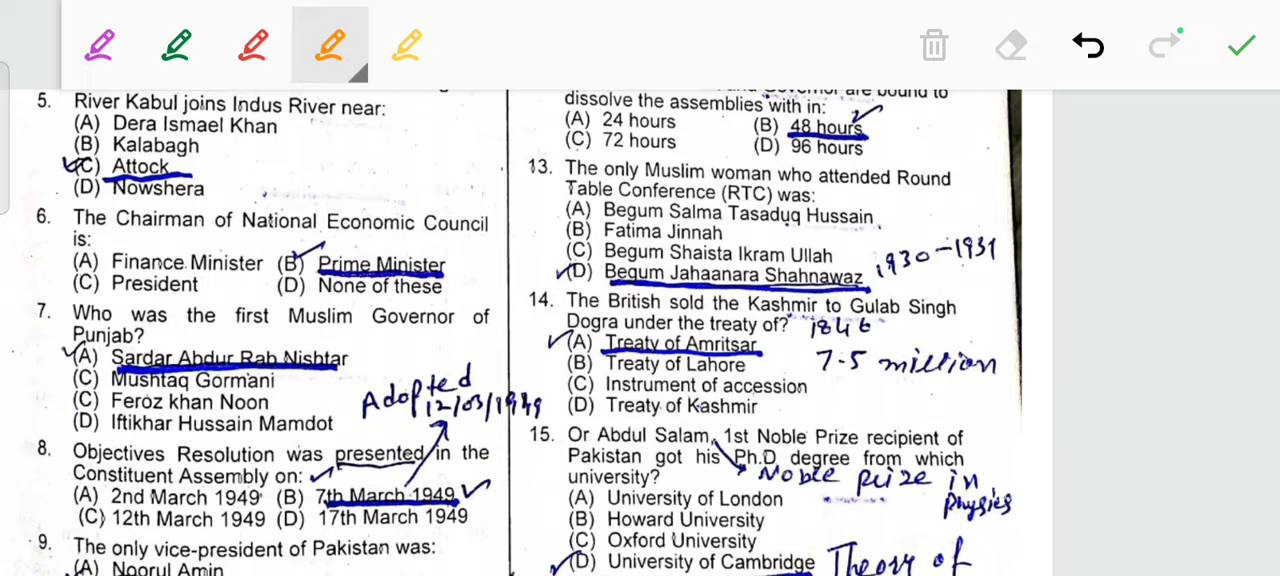 5. River Kabul joins Indus River near:
(A) Dera Ismael Khan
(B) Kalabagh
(C) Attock
(D) Nowshera
6. The Chairman of National Economic Council
is:
(A) Finance Minister (B) Prime Minister
(C) President (D) None of these
7. Who was the first Muslim Governor of
Punjab?
(A) Sardar Abdur Rab Nishtar
(C) Mushtaq Gormani
(C) Feroz khan Noon
(D) Iftikhar Hussain Mamdot
Adopted
12/03/1949
8. Objectives Resolution was presented in the
Constituent Assembly on:
(A) 2nd March 1949 (B) 7th March 1949
(C) 12th March 1949 (D) 17th March 1949
9. The only vice-president of Pakistan was:
(A) Noorul Amin
are bound to
dissolve the assemblies with in:
(A) 24 hours (B) 48 hours
(C) 72 hours (D) 96 hours
13. The only Muslim woman who attended Round
Table Conference (RTC) was:
(A) Begum Salma Tasaduq Hussain
(B) Fatima Jinnah
(C) Begum Shaista Ikram Ullah
(D) Begum Jahaanara Shahnawaz 1930-1931
14. The British sold the Kashmir to Gulab Singh
Dogra under the treaty of? 1846
(A) Treaty of Amritsar
(B) Treaty of Lahore 7.5 million
(C) Instrument of accession
(D) Treaty of Kashmir
15. Or Abdul Salam, 1st Noble Prize recipient of
Pakistan got his Ph.D degree from which
university? Noble prize in
Physics
(A) University of London
(B) Howard University
(C) Oxford University
(D) University of Cambridge Theory of